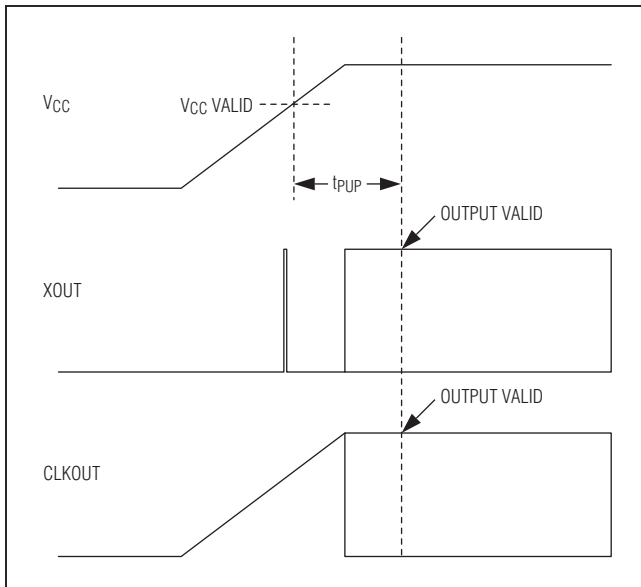 VCC
VCC VALID
tPUP
OUTPUT VALID
XOUT
OUTPUT VALID
CLKOUT